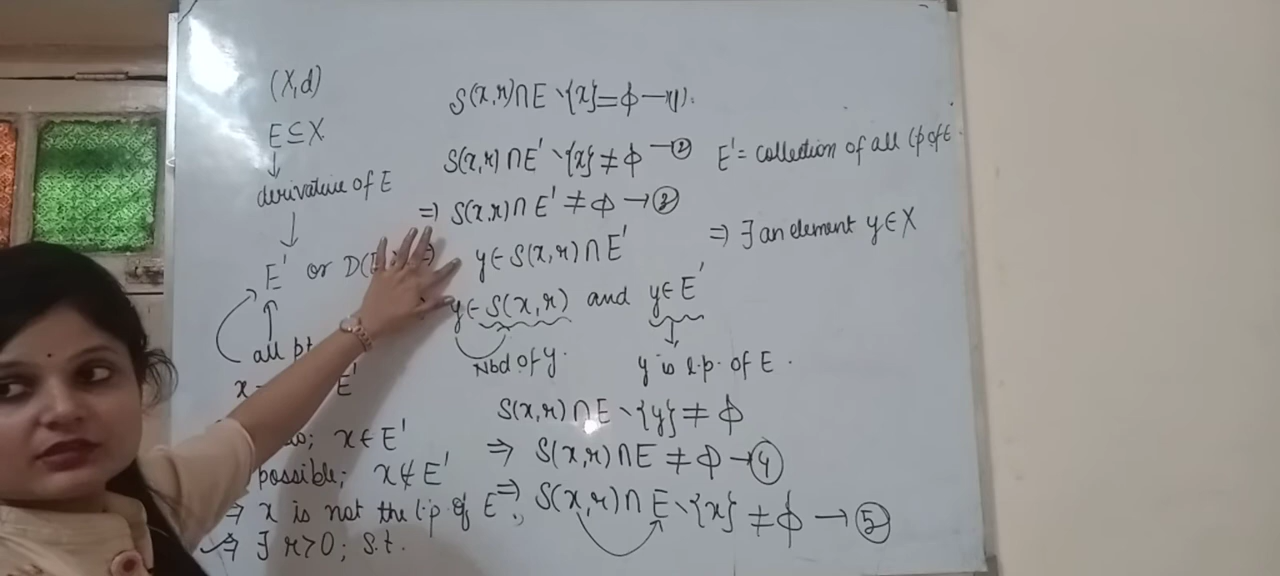 (X,d)
E⊆X
↓
derivative of E
↓
E' or D(
all pt
E'
x∈E'
possible; x∉E'
⇒ x is not the l.p of E
⇒ ∃ r>0; s.t.
S(x,r)∩E∖{x}=ϕ—(1).
S(x,r)∩E'∖{x}≠ϕ—②
⇒ S(x,r)∩E'≠ϕ→③
y∈S(x,r)∩E'
y∈S(x,r) and y∈E'
Nbd of y.
y is l.p. of E.
S(x,r)∩E∖{y}≠ϕ
⇒ S(x,r)∩E≠ϕ→④
⇒ S(x,r)∩E∖{x}≠ϕ→⑤
E'= collection of all lp of E.
⇒ ∃ an element y∈X